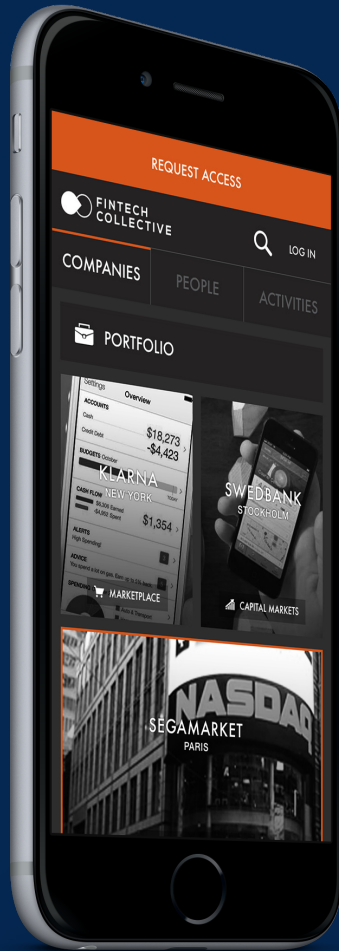 REQUEST ACCESS
FINTECH
COLLECTIVE
LOG IN
COMPANIES
PEOPLE
ACTIVITIES
PORTFOLIO
Settings
Overview
ACCOUNTS
Cash
$18,273
Credit Debt
-$4,423
BUDGETS October
KLARNA
NEW YORK
CASH FLOW
$1,354
ALERTS
High Spending!
ADVICE
SPENDING
MARKETPLACE
SWEDBANK
STOCKHOLM
CAPITAL MARKETS
NASDAQ
SEGAMARKET
PARIS